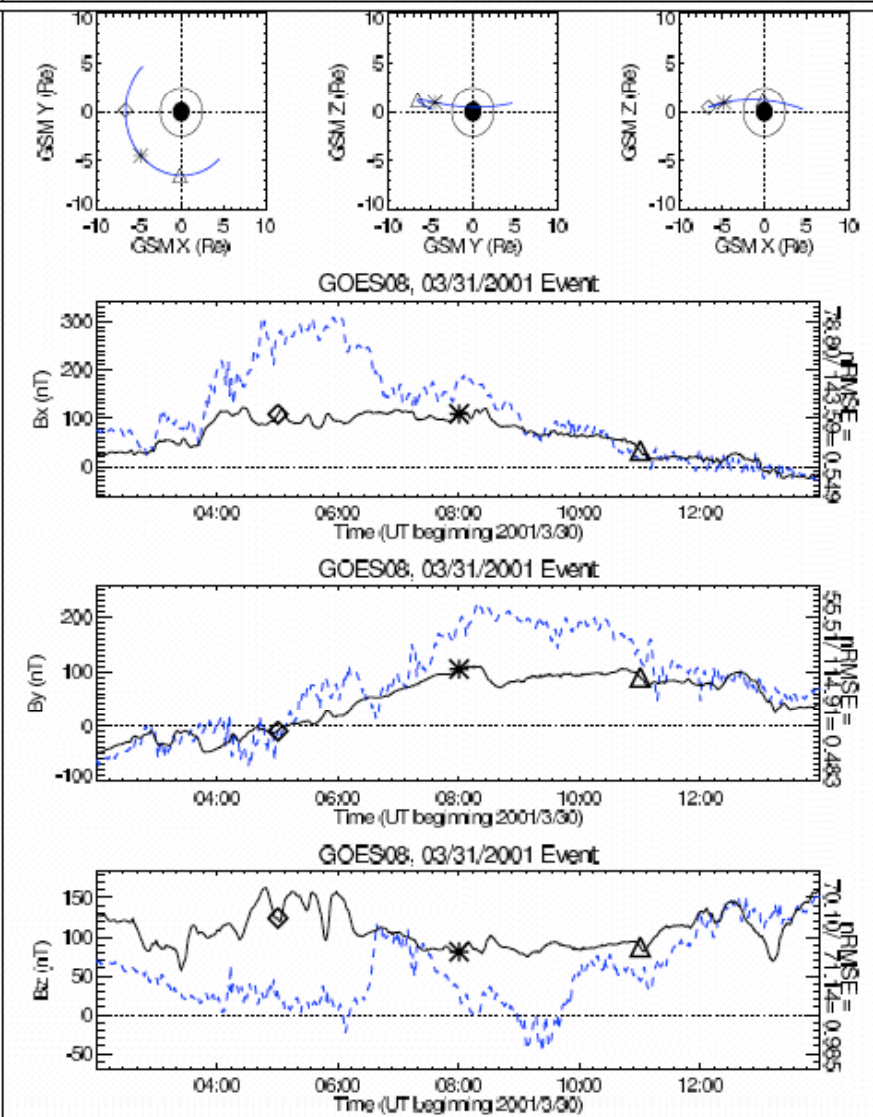 10
5
0
-5
-10
GSM Y (Re)
-10 -5 0 5 10
GSM X (Re)
10
5
0
-5
-10
GSM Z (Re)
-10 -5 0 5 10
GSM Y (Re)
10
5
0
-5
-10
GSM Z (Re)
-10 -5 0 5 10
GSM X (Re)
GOES08, 03/31/2001 Event
300
200
100
0
Bx (nT)
04:00 06:00 08:00 10:00 12:00
Time (UT beginning 2001/3/30)
nRMSE =
78.80/ 143.59= 0.549
GOES08, 03/31/2001 Event
200
100
0
-100
By (nT)
04:00 06:00 08:00 10:00 12:00
Time (UT beginning 2001/3/30)
nRMSE =
55.51/ 114.91= 0.483
GOES08, 03/31/2001 Event
150
100
50
0
-50
Bz (nT)
04:00 06:00 08:00 10:00 12:00
Time (UT beginning 2001/3/30)
nRMSE =
70.10/ 71.14= 0.985